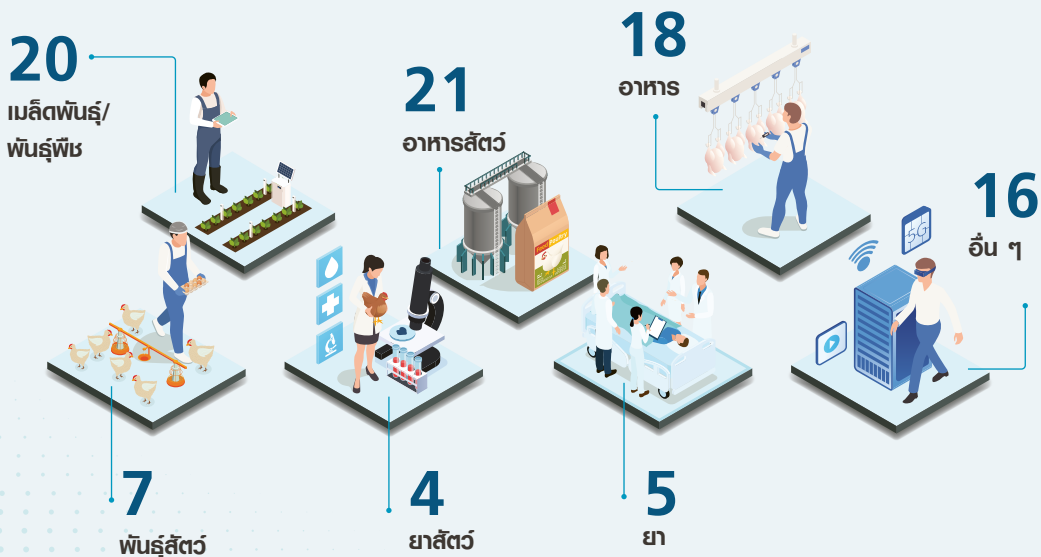 20
เมล็ดพันธุ์/
พันธุ์พืช
21
อาหารสัตว์
18
อาหาร
16
อื่น ๆ
5G
7
พันธุ์สัตว์
4
ยาสัตว์
5
ยา